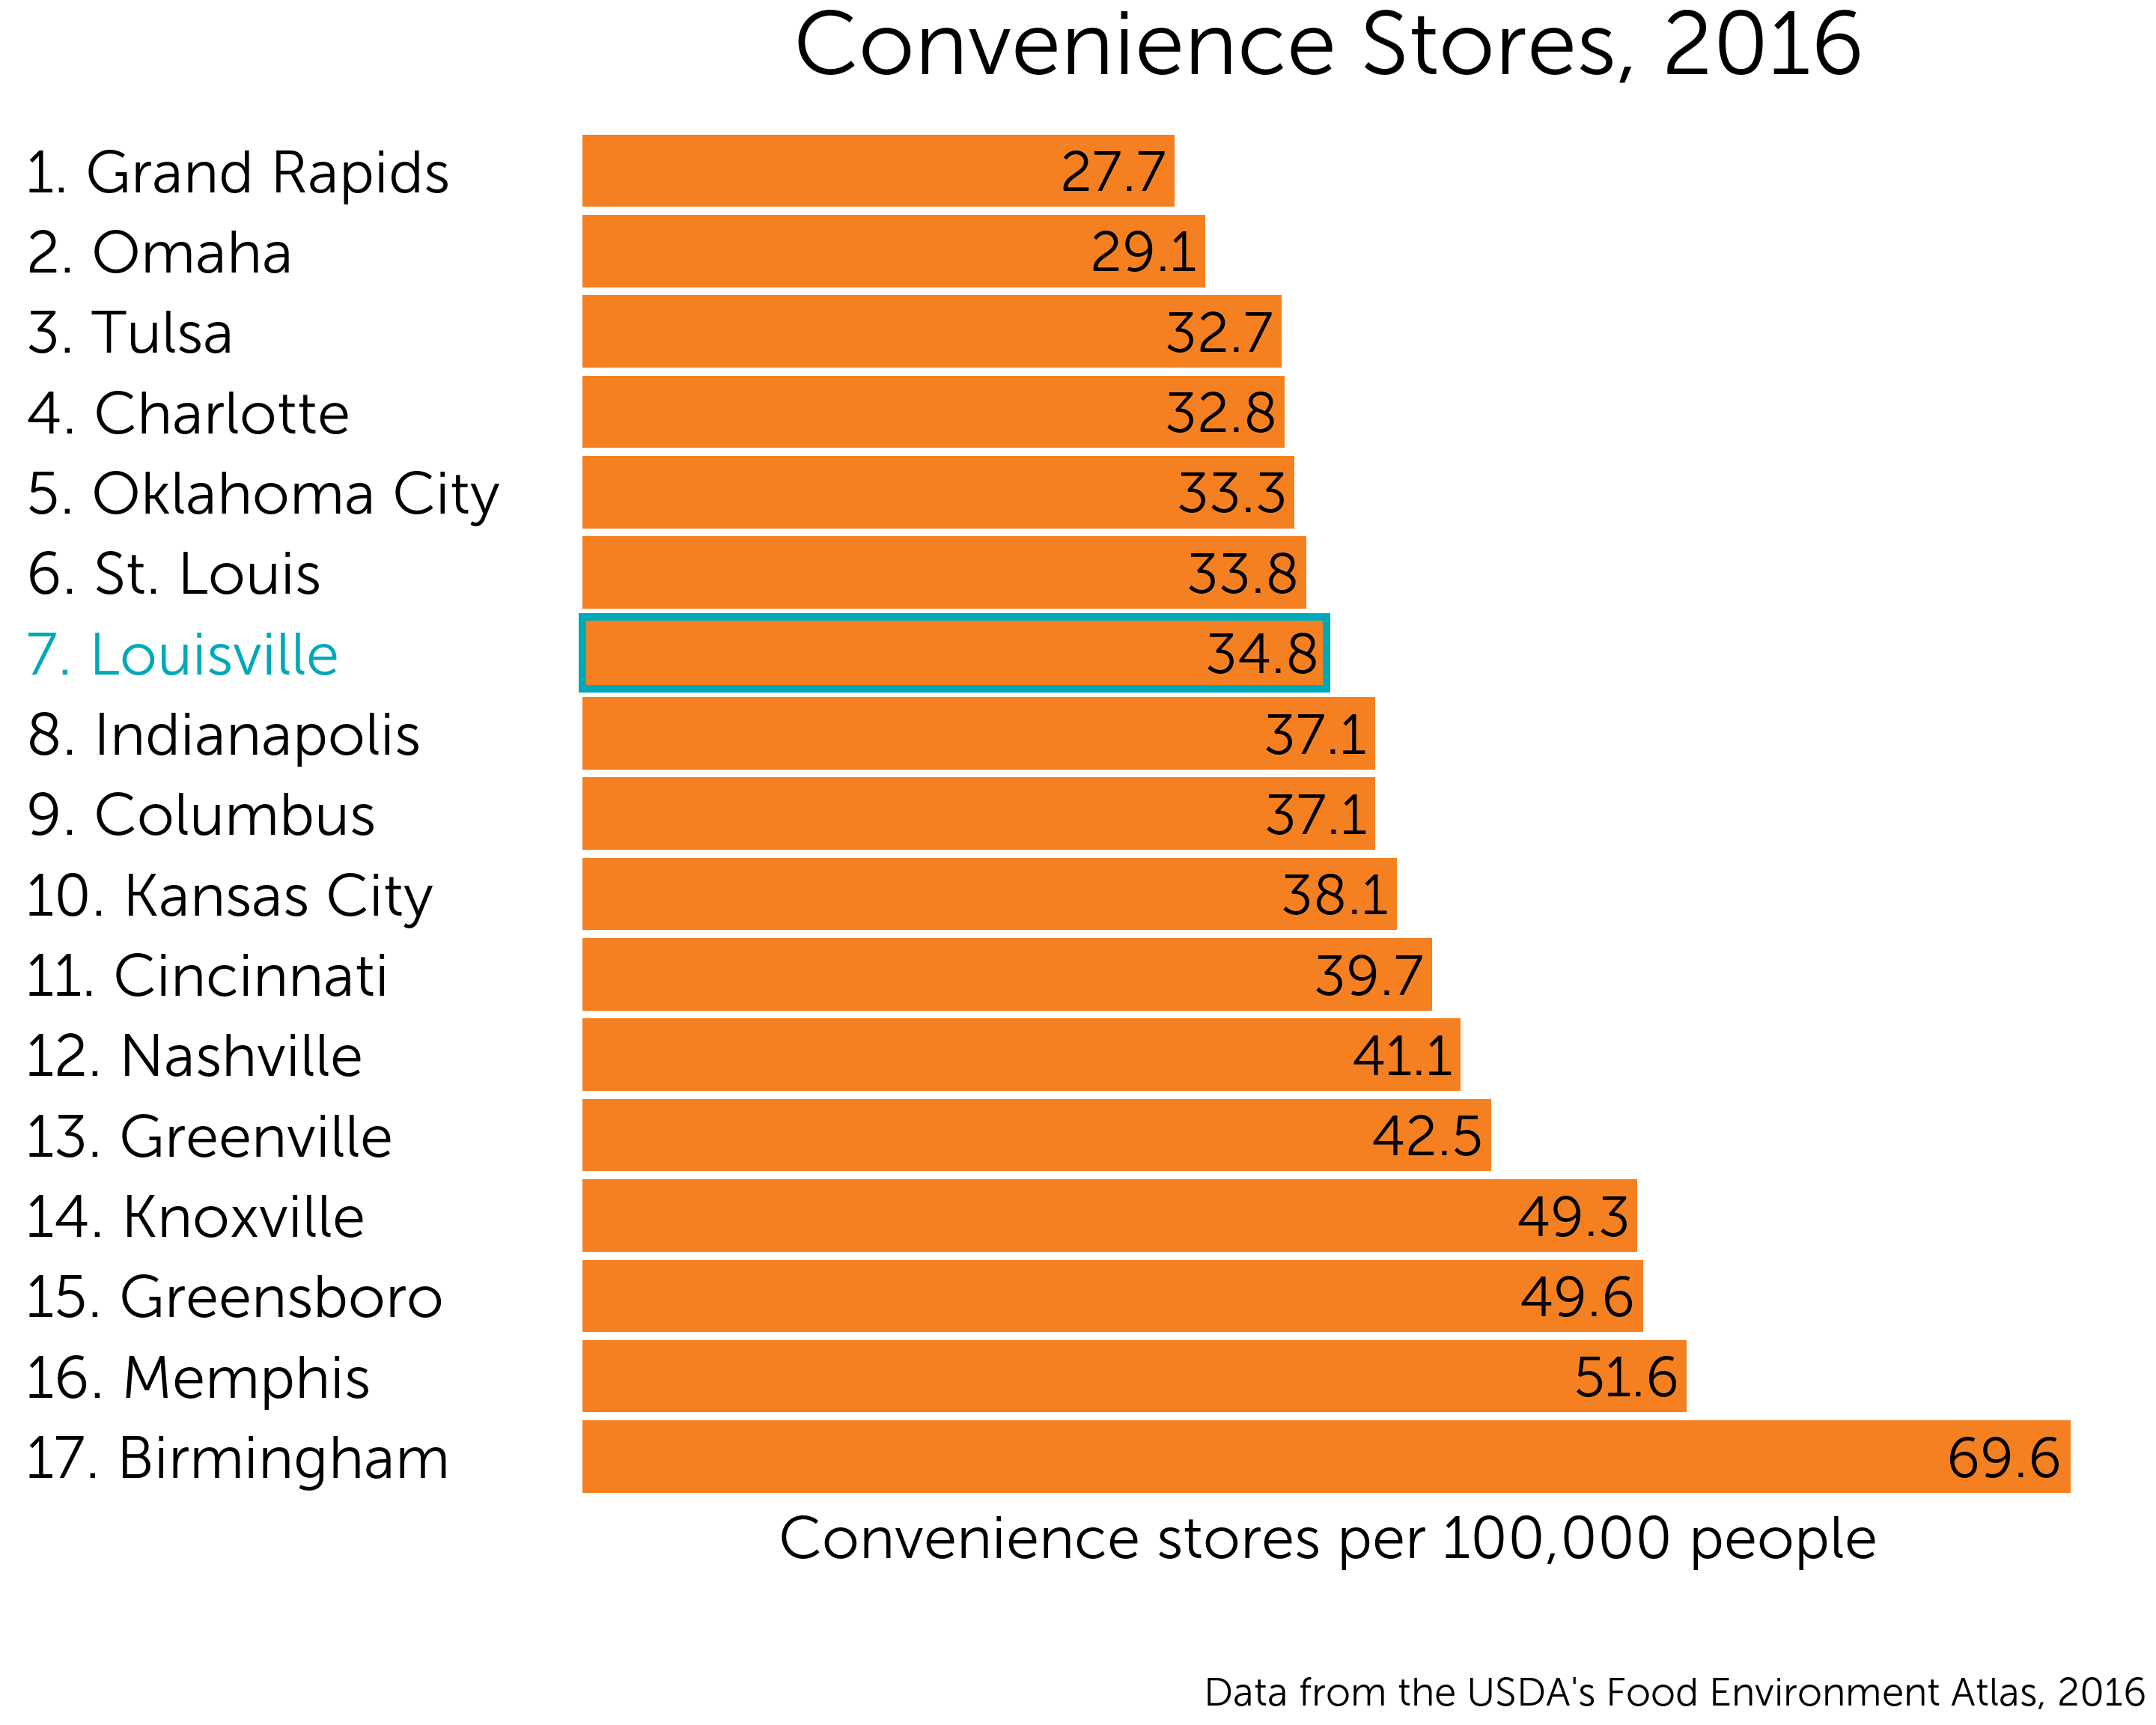 Convenience Stores, 2016
1. Grand Rapids 27.7
2. Omaha 29.1
3. Tulsa 32.7
4. Charlotte 32.8
5. Oklahoma City 33.3
6. St. Louis 33.8
7. Louisville 34.8
8. Indianapolis 37.1
9. Columbus 37.1
10. Kansas City 38.1
11. Cincinnati 39.7
12. Nashville 41.1
13. Greenville 42.5
14. Knoxville 49.3
15. Greensboro 49.6
16. Memphis 51.6
17. Birmingham 69.6
Convenience stores per 100,000 people
Data from the USDA's Food Environment Atlas, 2016